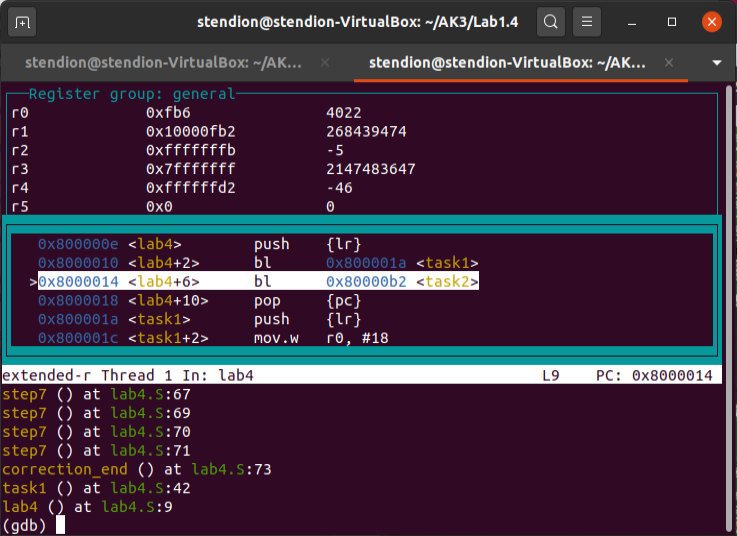 stendion@stendion-VirtualBox: ~/AK3/Lab1.4
stendion@stendion-VirtualBox: ~/AK... × stendion@stendion-VirtualBox: ~/AK... ×
Register group: general
r0 0xfb6 4022
r1 0x10000fb2 268439474
r2 0xfffffffb -5
r3 0x7fffffff 2147483647
r4 0xffffffd2 -46
r5 0x0 0
0x800000e <lab4> push {lr}
0x8000010 <lab4+2> bl 0x800001a <task1>
>0x8000014 <lab4+6> bl 0x80000b2 <task2>
0x8000018 <lab4+10> pop {pc}
0x800001a <task1> push {lr}
0x800001c <task1+2> mov.w r0, #18
extended-r Thread 1 In: lab4 L9 PC: 0x8000014
step7 () at lab4.S:67
step7 () at lab4.S:69
step7 () at lab4.S:70
step7 () at lab4.S:71
correction_end () at lab4.S:73
task1 () at lab4.S:42
lab4 () at lab4.S:9
(gdb)